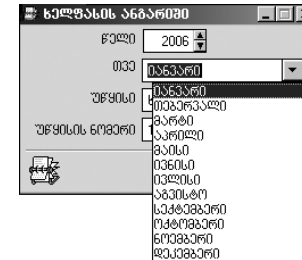 ხელფასის ანგარიში
წელი 2006
თვე იანვარი
უწყისი
უწყისის ნომერი 1
იანვარი
თებერვალი
მარტი
აპრილი
მაისი
ივნისი
ივლისი
აგვისტო
სექტემბერი
ოქტომბერი
ნოემბერი
დეკემბერი